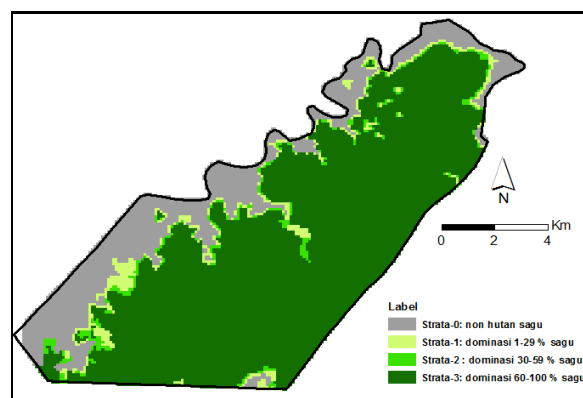 N
0 2 4 Km
Label
Strata-0: non hutan sagu
Strata-1: dominasi 1-29 % sagu
Strata-2 : dominasi 30-59 % sagu
Strata-3: dominasi 60-100 % sagu